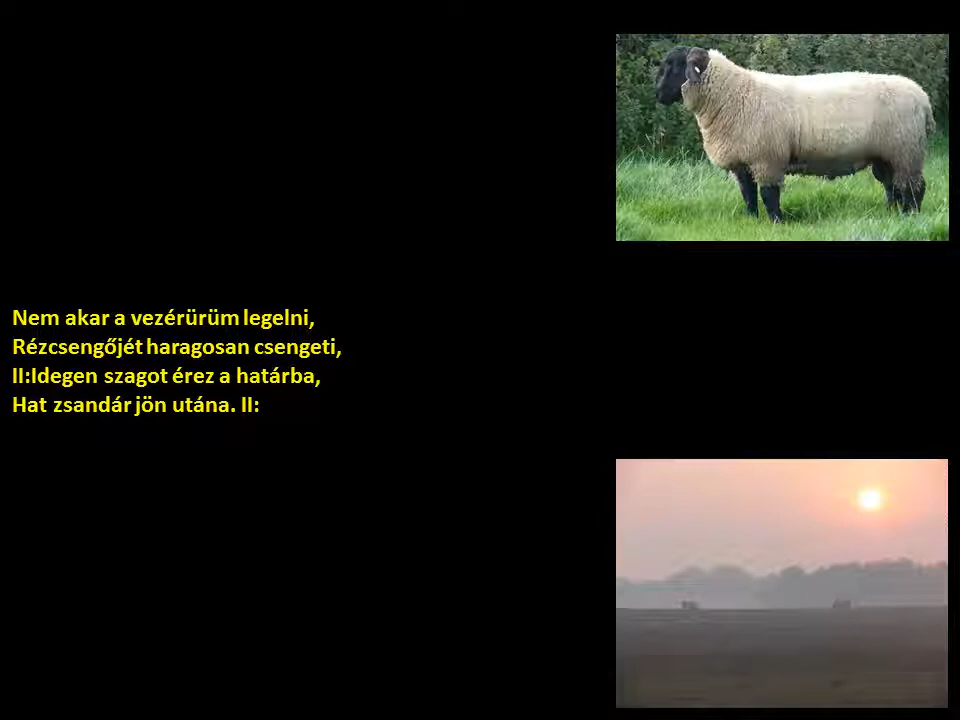 Nem akar a vezérürüm legelni,
Rézcsengőjét haragosan csengeti,
II:Idegen szagot érez a határba,
Hat zsandár jön utána. II: